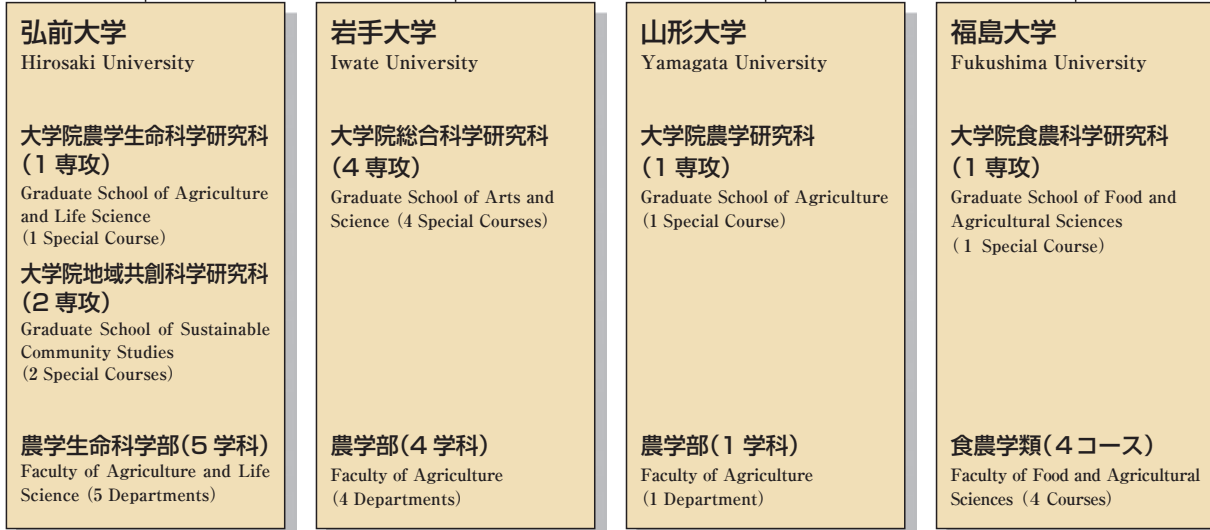 弘前大学
Hirosaki University
大学院農学生命科学研究科
(1 専攻)
Graduate School of Agriculture
and Life Science
(1 Special Course)
大学院地域共創科学研究科
(2 専攻)
Graduate School of Sustainable
Community Studies
(2 Special Courses)
農学生命科学部(5 学科)
Faculty of Agriculture and Life
Science (5 Departments)
岩手大学
Iwate University
大学院総合科学研究科
(4 専攻)
Graduate School of Arts and
Science (4 Special Courses)
農学部(4 学科)
Faculty of Agriculture
(4 Departments)
山形大学
Yamagata University
大学院農学研究科
(1 専攻)
Graduate School of Agriculture
(1 Special Course)
農学部(1 学科)
Faculty of Agriculture
(1 Department)
福島大学
Fukushima University
大学院食農科学研究科
(1 専攻)
Graduate School of Food and
Agricultural Sciences
( 1 Special Course)
食農学類(4コース)
Faculty of Food and Agricultural
Sciences (4 Courses)